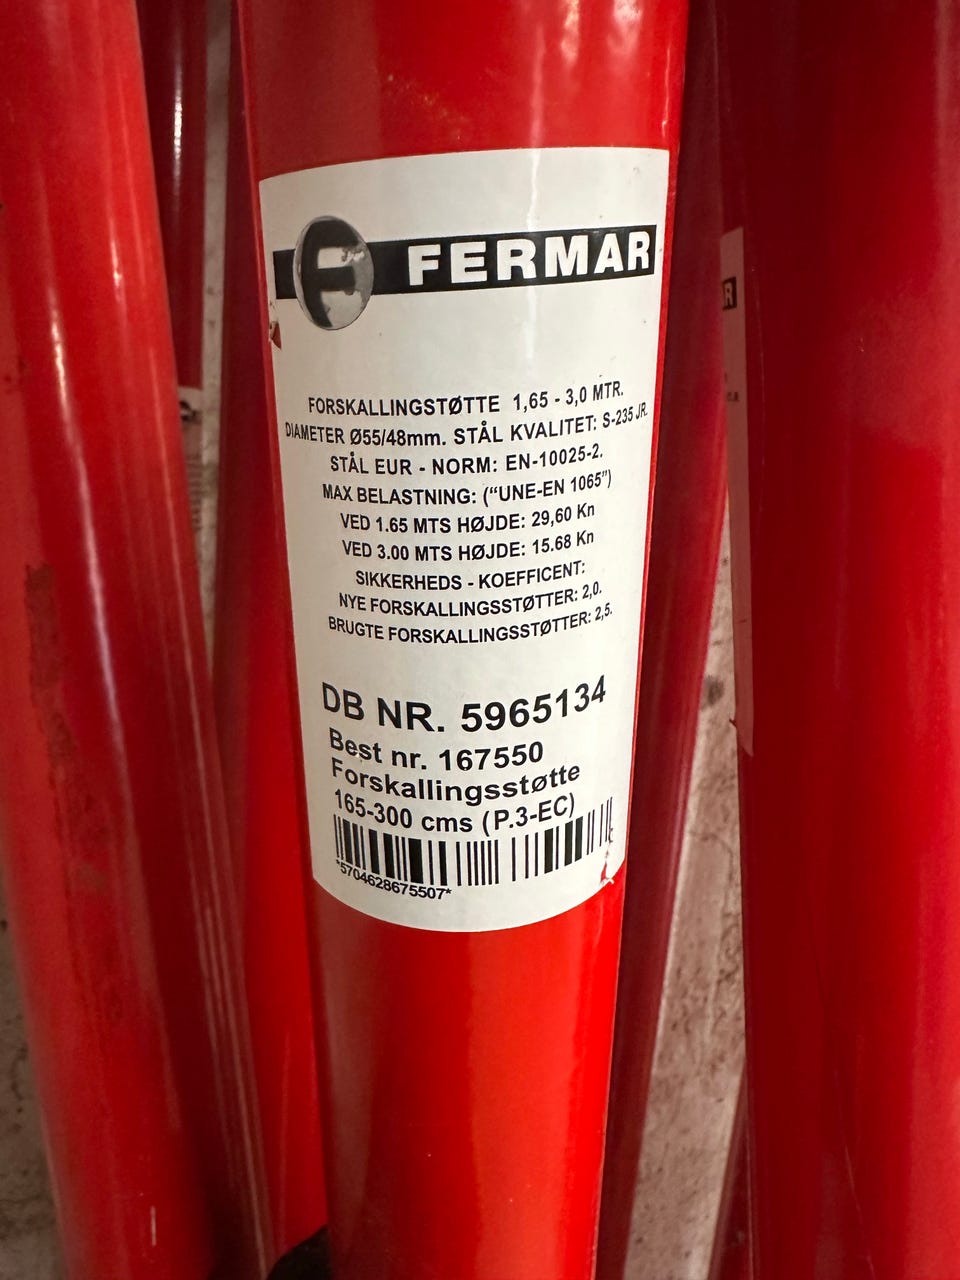 FERMAR
FORSKALLINGSTØTTE 1,65 - 3,0 MTR.
DIAMETER Ø55/48mm. STÅL KVALITET: S-235 JR.
STÅL EUR - NORM: EN-10025-2.
MAX BELASTNING: ("UNE-EN 1065")
VED 1.65 MTS HØJDE: 29,60 Kn
VED 3.00 MTS HØJDE: 15.68 Kn
SIKKERHEDS - KOEFFICENT:
NYE FORSKALLINGSSTØTTER: 2,0.
BRUGTE FORSKALLINGSSTØTTER: 2,5.
DB NR. 5965134
Best nr. 167550
Forskallingsstøtte
165-300 cms (P.3-EC)
*5704628675507*
R